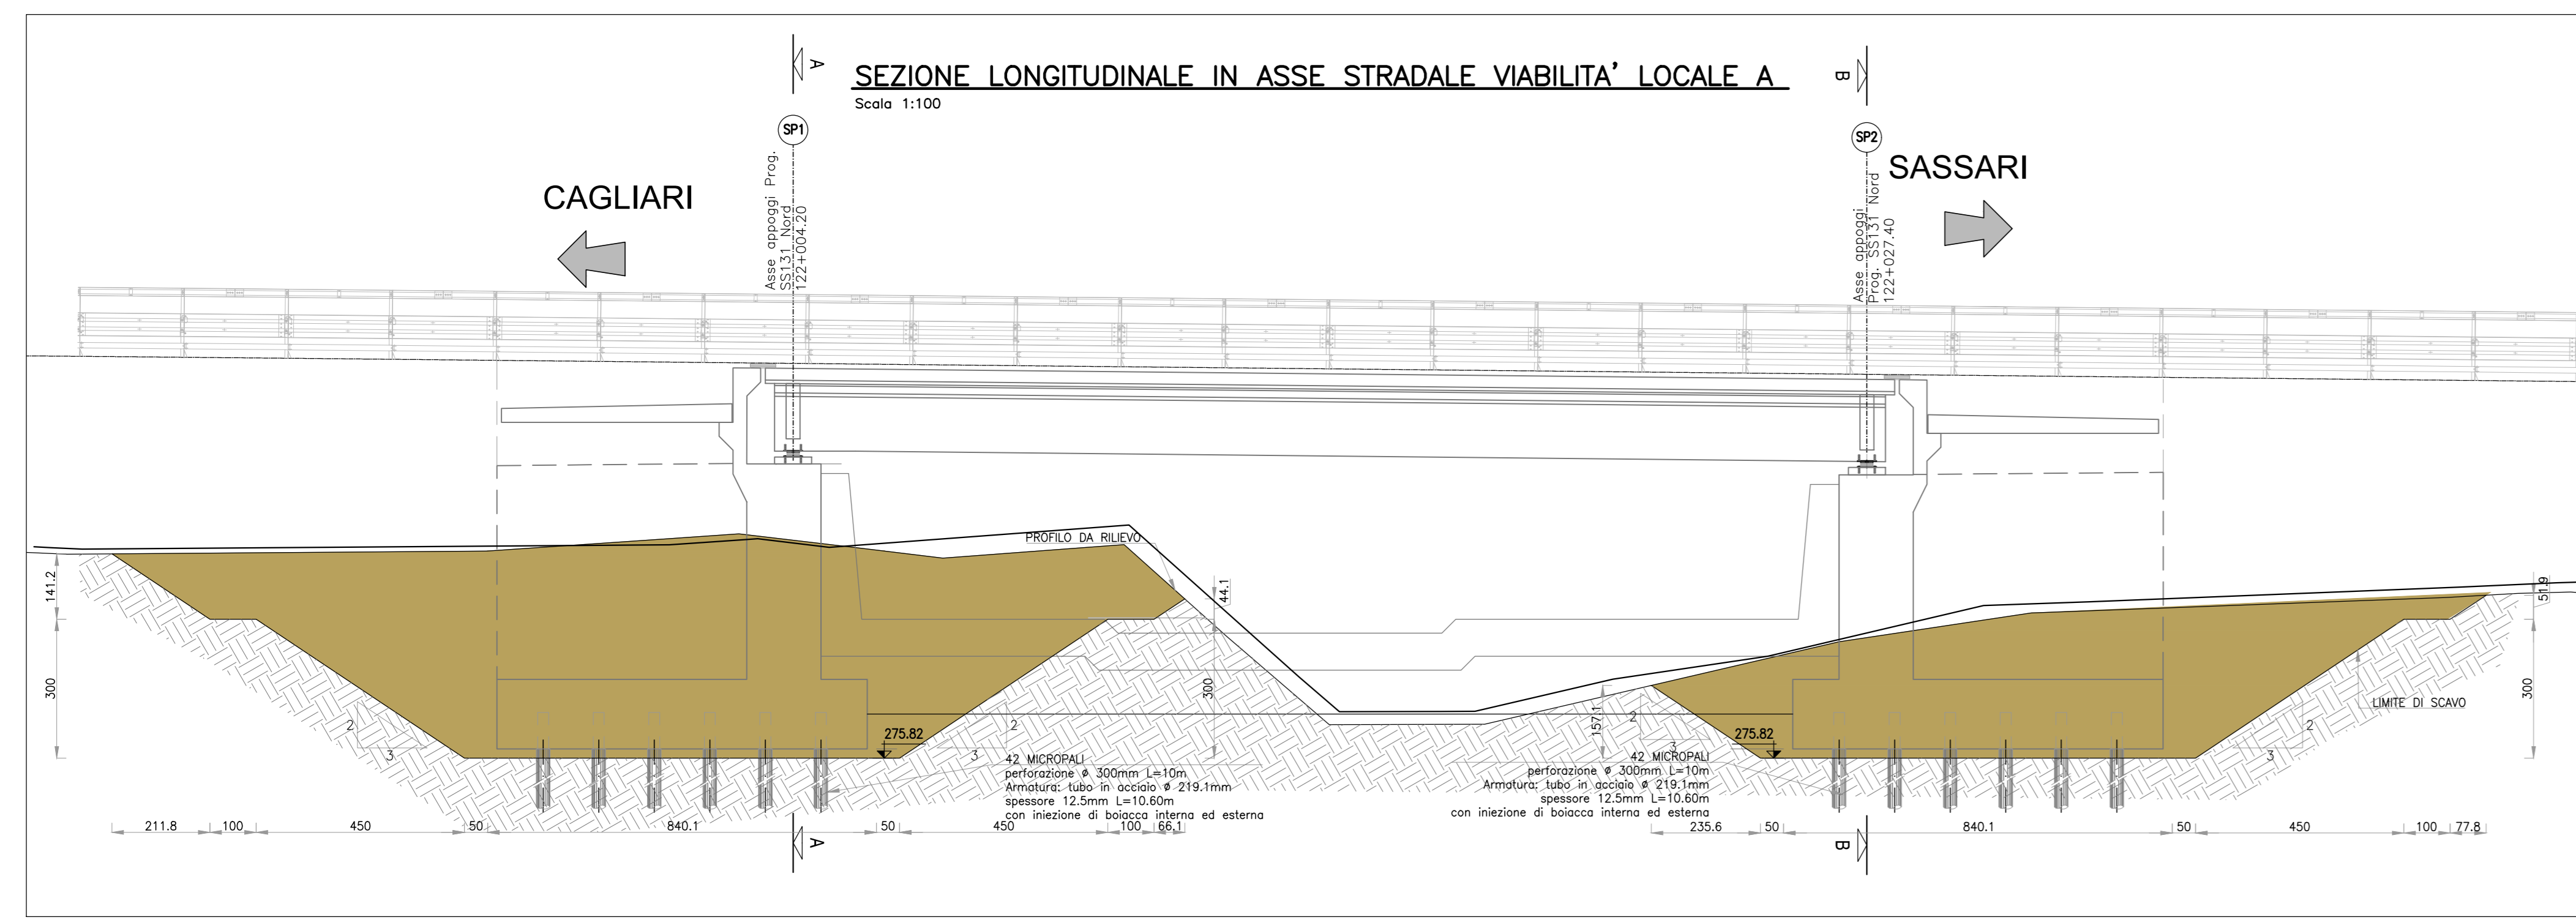 A
SEZIONE LONGITUDINALE IN ASSE STRADALE VIABILITA' LOCALE A
Scala 1:100
B
SP1
SP2
CAGLIARI
SASSARI
Asse appoggi Prog.
SS131 Nord
122+004.20
Asse appoggi
Prog. SS131 Nord
122+027.40
PROFILO DA RILIEVO
141.2
300
44.1
300
157.1
51.9
300
LIMITE DI SCAVO
2
3
2
3
2
3
2
3
275.82
275.82
42 MICROPALI
perforazione ø 300mm L=10m
Armatura: tubo in acciaio ø 219.1mm
spessore 12.5mm L=10.60m
con iniezione di boiacca interna ed esterna
42 MICROPALI
perforazione ø 300mm L=10m
Armatura: tubo in acciaio ø 219.1mm
spessore 12.5mm L=10.60m
con iniezione di boiacca interna ed esterna
211.8 100 450 50 840.1 50 450 100 66.1
235.6 50 840.1 50 450 100 77.8
A
B